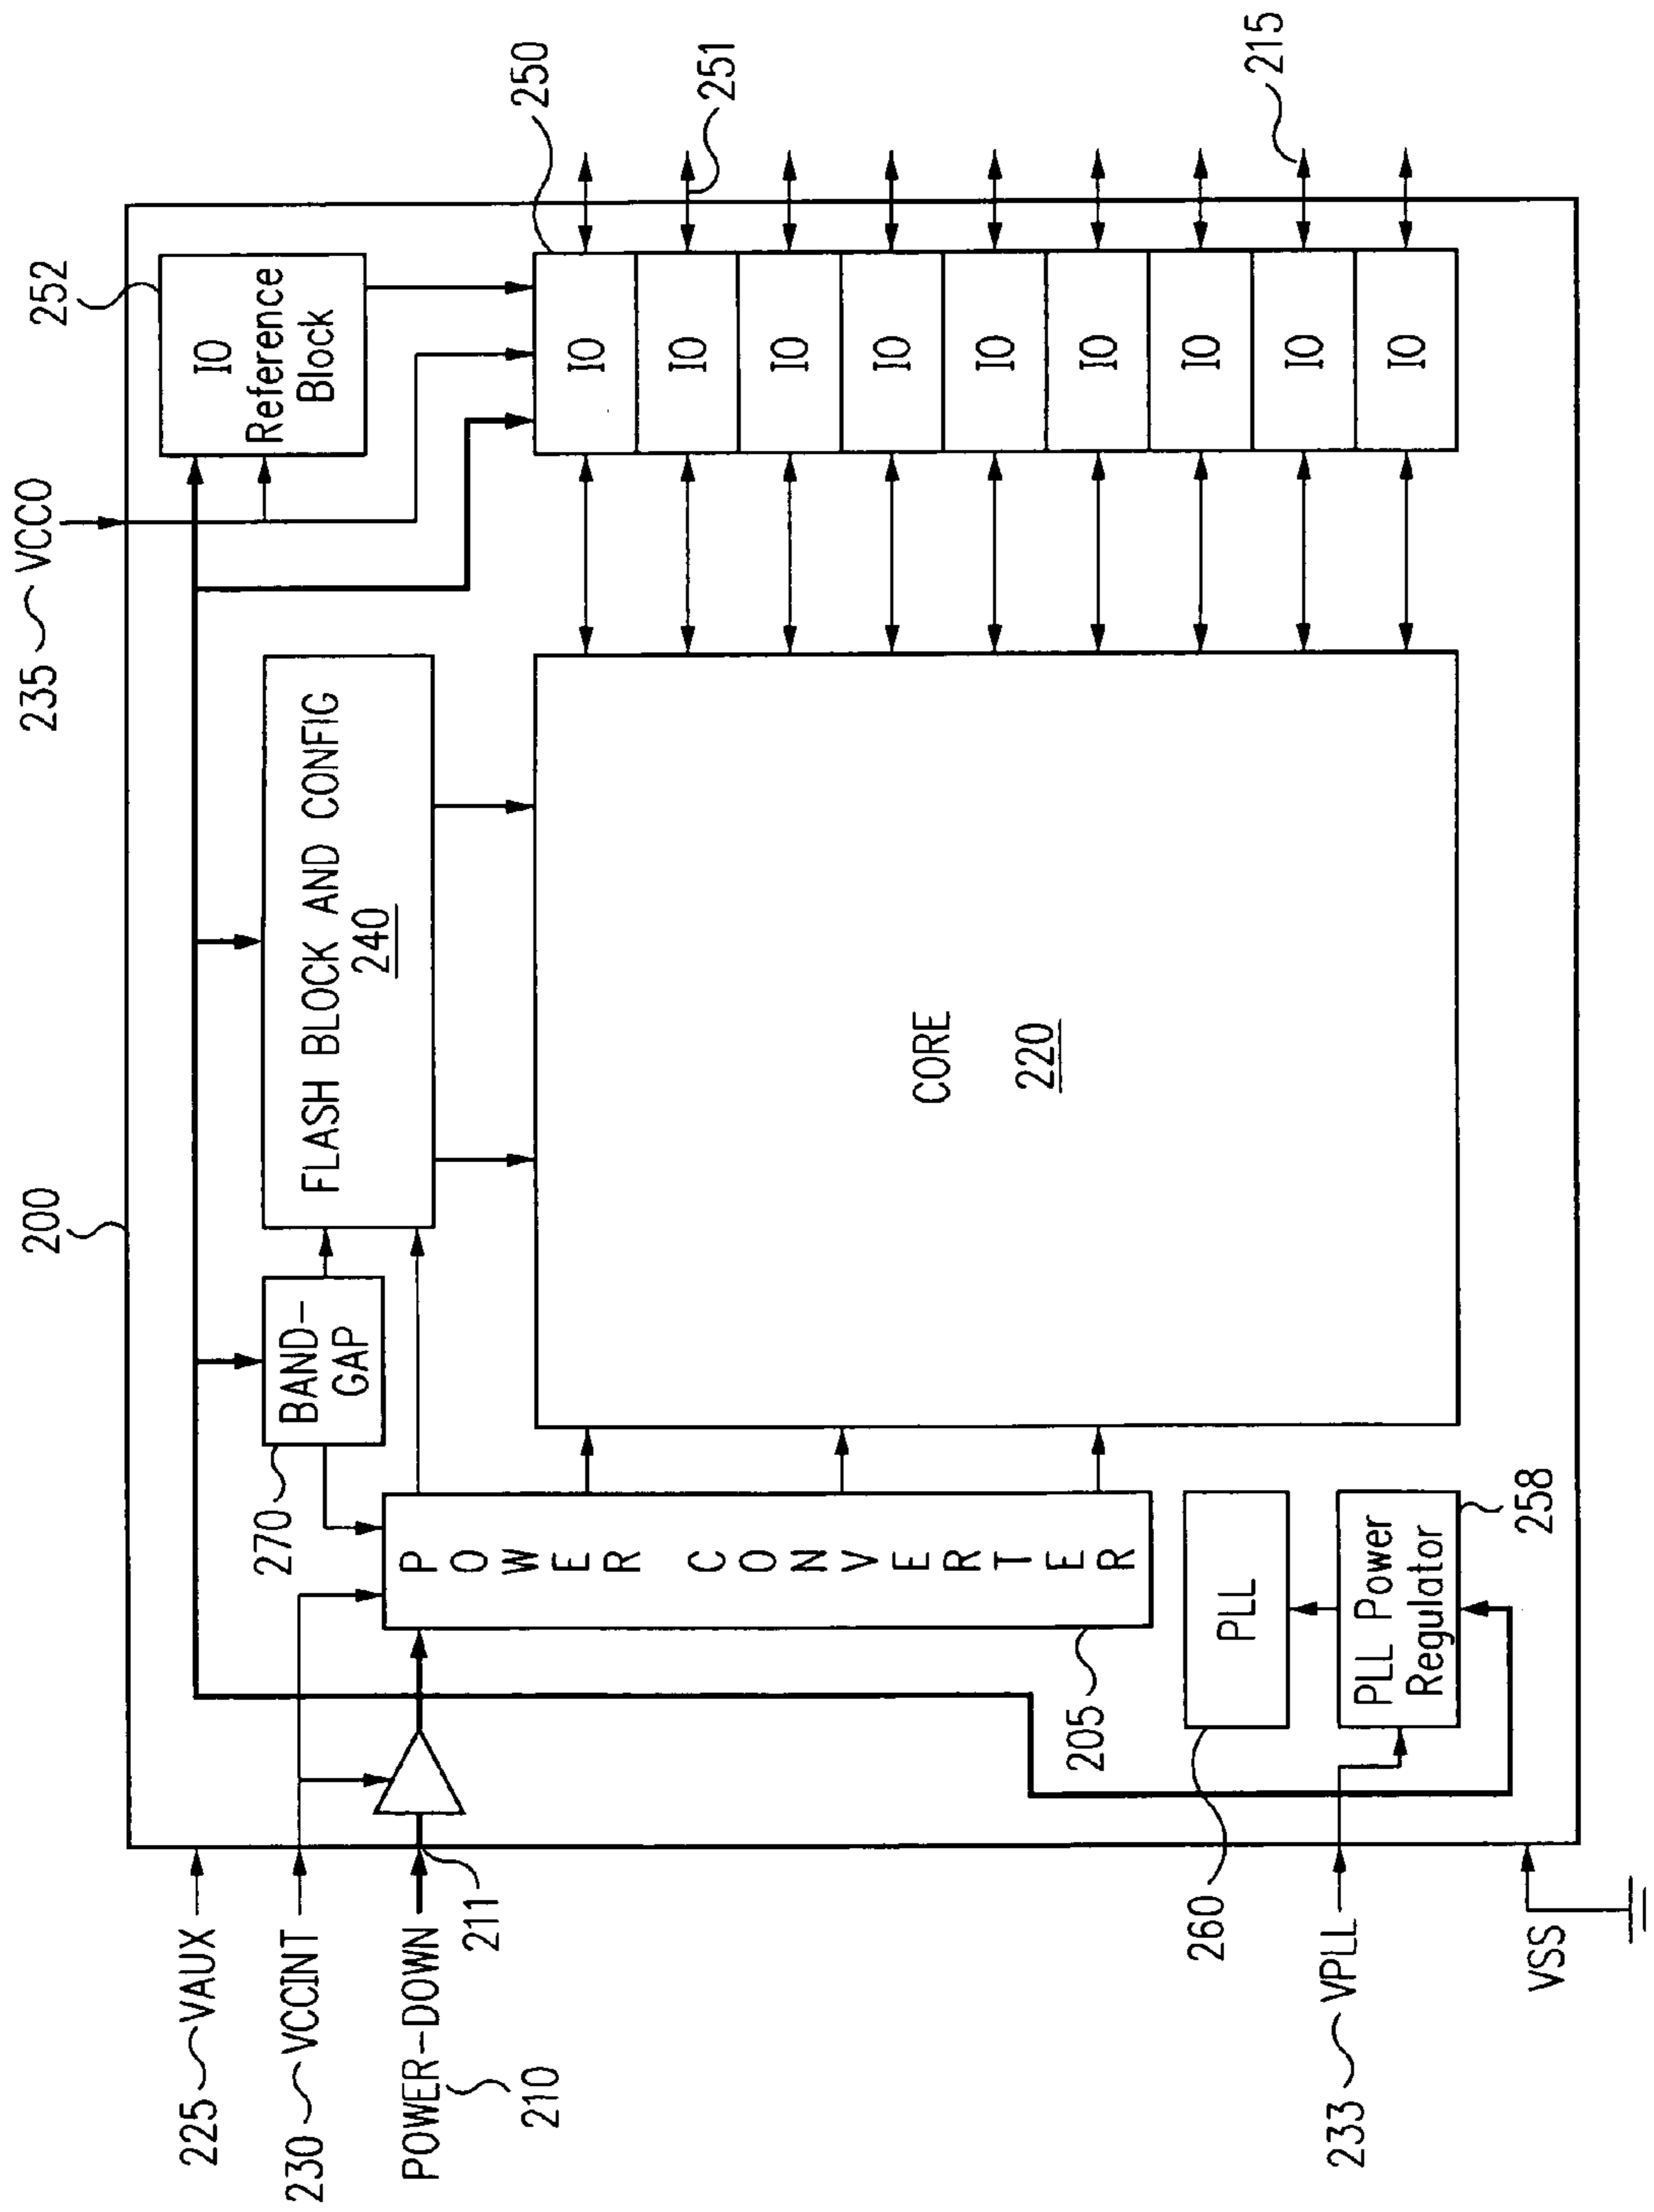 200
235 VCCO
252
IO
Reference
Block
250
251
215
225 VAUX
230 VCCINT
POWER-DOWN
210
211
270
BAND-
GAP
FLASH BLOCK AND CONFIG
240
POWER CONVERTER
205
CORE
220
IO
IO
IO
IO
IO
IO
IO
IO
IO
PLL
260
PLL Power
Regulator
258
233 VPLL
VSS